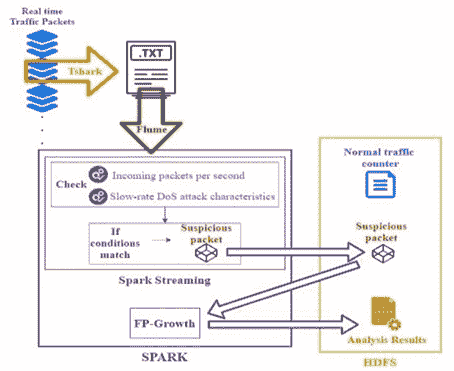 Real time
Traffic Packets
Tshark
.TXT
Flume
Check
Incoming packets per second
Slow-rate DoS attack characteristics
If
conditions
match
Suspicious
packet
Spark Streaming
FP-Growth
SPARK
Normal traffic
counter
Suspicious
packet
Analysis Results
HDFS